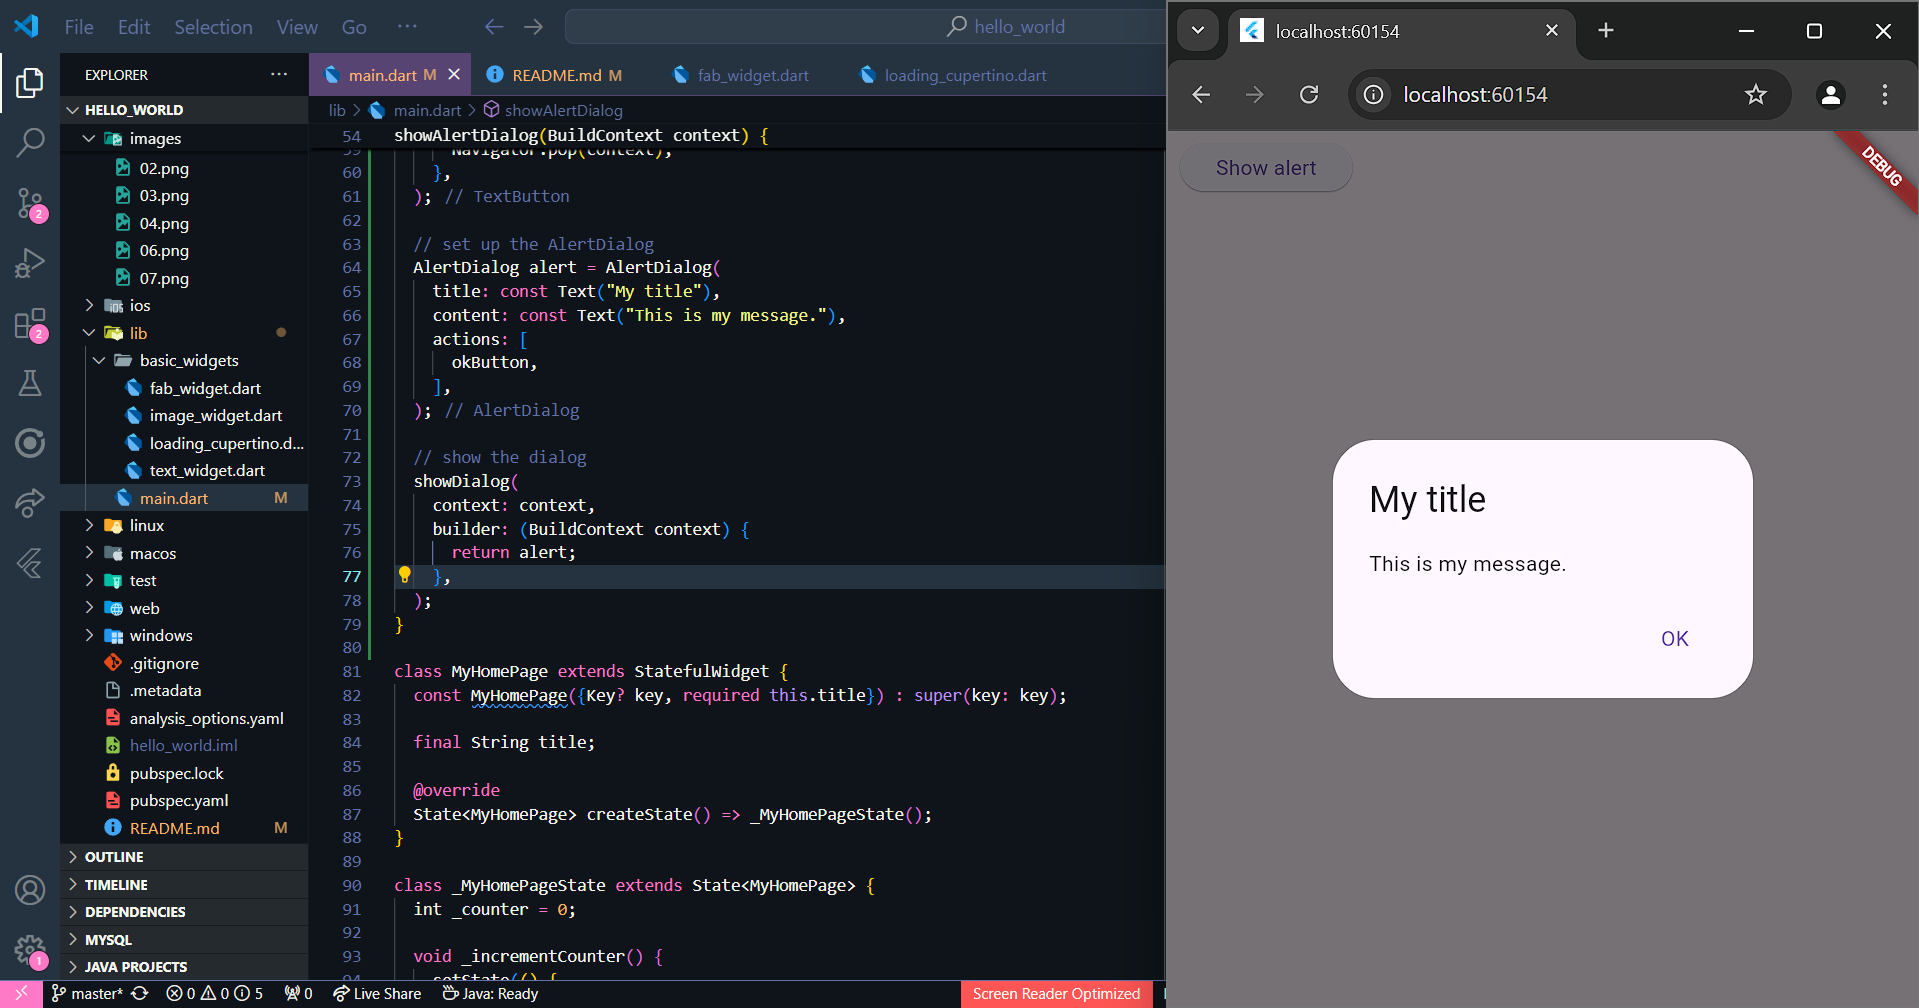 File Edit Selection View Go ···
hello_world
EXPLORER ···
HELLO_WORLD
images
02.png
03.png
04.png
06.png
07.png
ios
lib
basic_widgets
fab_widget.dart
image_widget.dart
loading_cupertino.d...
text_widget.dart
main.dart M
linux
macos
test
web
windows
.gitignore
.metadata
analysis_options.yaml
hello_world.iml
pubspec.lock
pubspec.yaml
README.md M
OUTLINE
TIMELINE
DEPENDENCIES
MYSQL
JAVA PROJECTS
2
2
1
main.dart M README.md M fab_widget.dart loading_cupertino.dart
lib > main.dart > showAlertDialog
54 showAlertDialog(BuildContext context) {
59 Navigator.pop(context);
60 },
61 ); // TextButton
62
63 // set up the AlertDialog
64 AlertDialog alert = AlertDialog(
65 title: const Text("My title"),
66 content: const Text("This is my message."),
67 actions: [
68 okButton,
69 ],
70 ); // AlertDialog
71
72 // show the dialog
73 showDialog(
74 context: context,
75 builder: (BuildContext context) {
76 return alert;
77 },
78 );
79 }
80
81 class MyHomePage extends StatefulWidget {
82 const MyHomePage({Key? key, required this.title}) : super(key: key);
83
84 final String title;
85
86 @override
87 State<MyHomePage> createState() => _MyHomePageState();
88 }
89
90 class _MyHomePageState extends State<MyHomePage> {
91 int _counter = 0;
92
93 void _incrementCounter() {
94 setState(() {
master* 0 0 5 0 Live Share Java: Ready Screen Reader Optimized
localhost:60154
localhost:60154
Show alert
DEBUG
My title
This is my message.
OK